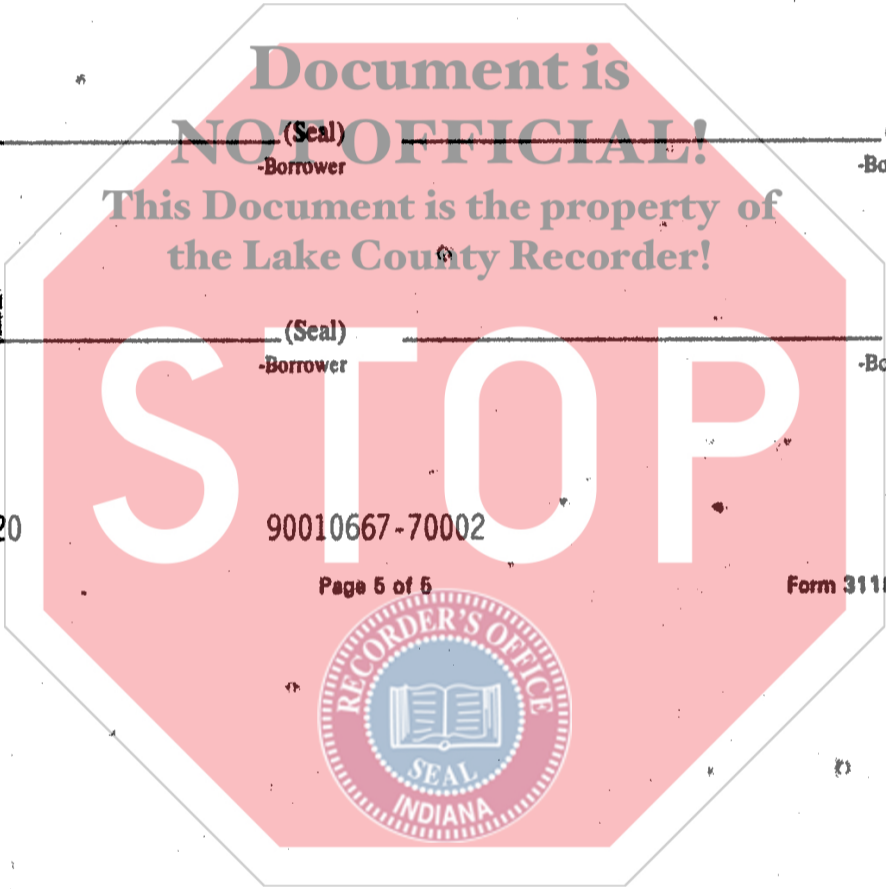 Document is
NOT OFFICIAL!
(Seal)
-Borrower
-Bo
This Document is the property of
the Lake County Recorder!
(Seal)
-Borrower
-Bo
STOP
20
90010667-70002
Page 5 of 5
Form 311
RECORDER'S OFFICE
SEAL
INDIANA